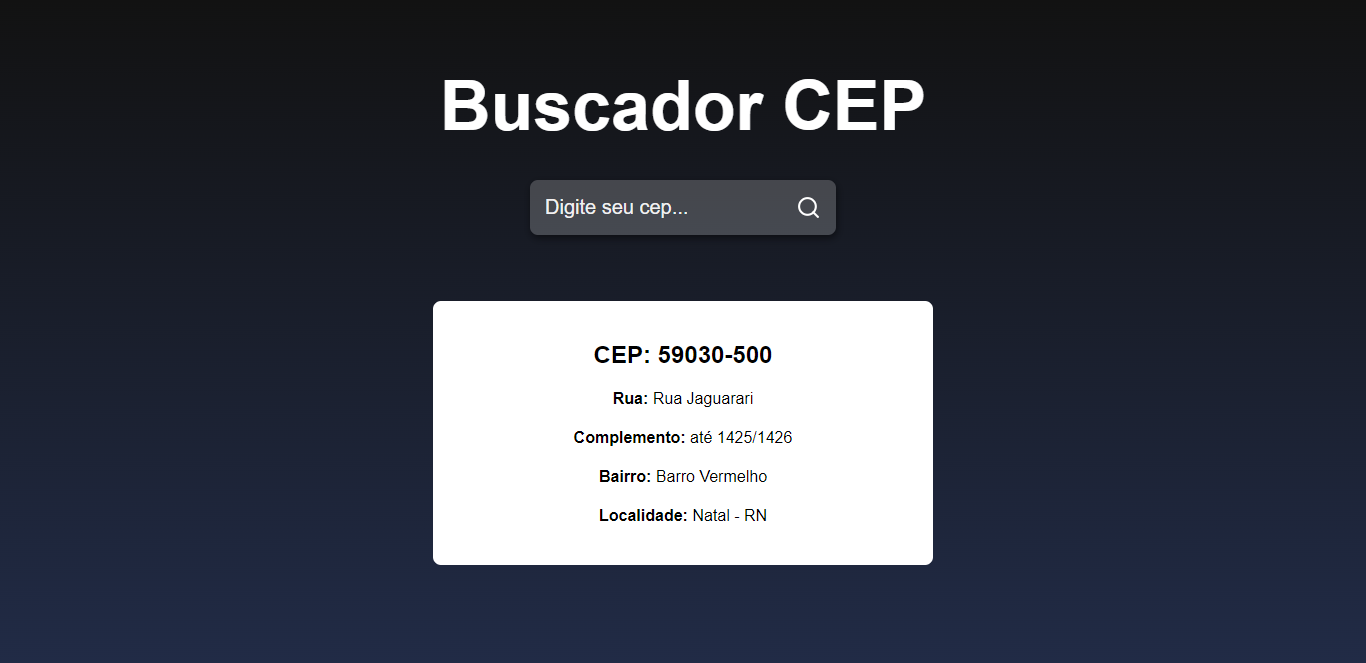 Buscador CEP
Digite seu cep...
CEP: 59030-500
Rua: Rua Jaguarari
Complemento: até 1425/1426
Bairro: Barro Vermelho
Localidade: Natal - RN